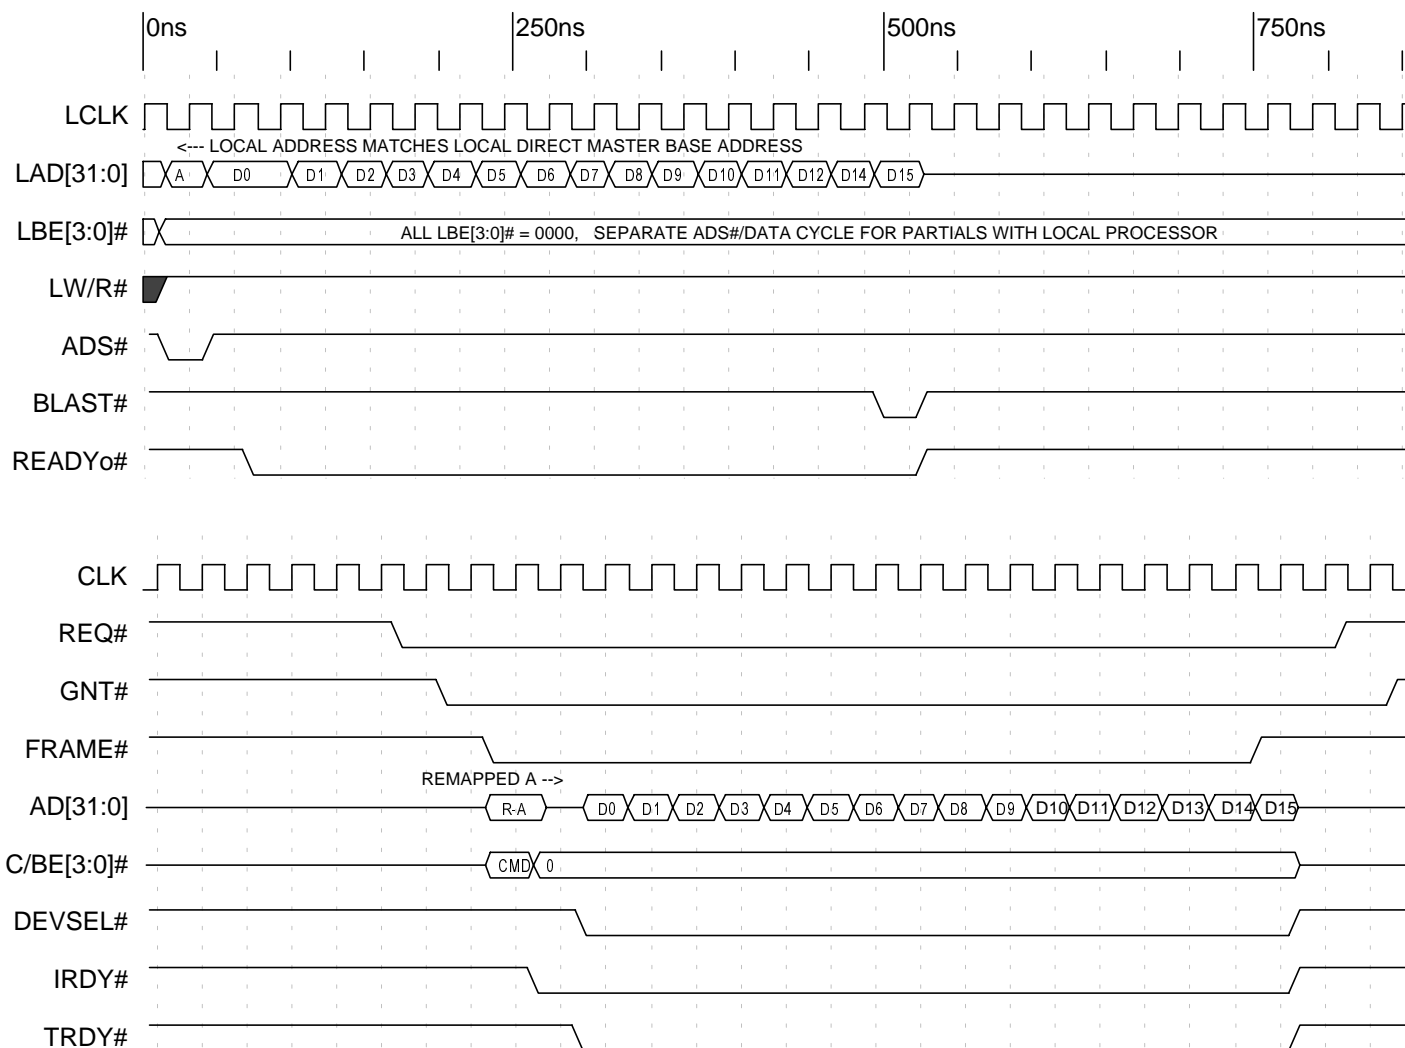 0ns 250ns 500ns 750ns
LCLK
<--- LOCAL ADDRESS MATCHES LOCAL DIRECT MASTER BASE ADDRESS
LAD[31:0] A D0 D1 D2 D3 D4 D5 D6 D7 D8 D9 D10 D11 D12 D14 D15
LBE[3:0]# ALL LBE[3:0]# = 0000, SEPARATE ADS#/DATA CYCLE FOR PARTIALS WITH LOCAL PROCESSOR
LW/R#
ADS#
BLAST#
READYo#
CLK
REQ#
GNT#
FRAME#
REMAPPED A -->
AD[31:0] R-A D0 D1 D2 D3 D4 D5 D6 D7 D8 D9 D10 D11 D12 D13 D14 D15
C/BE[3:0]# CMD 0
DEVSEL#
IRDY#
TRDY#